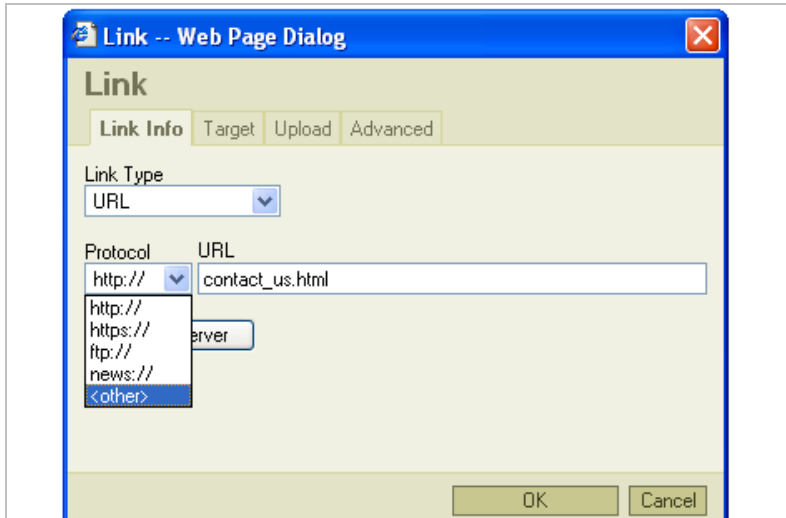 Link -- Web Page Dialog
Link
Link Info Target Upload Advanced
Link Type
URL
Protocol URL
http:// contact_us.html
http://
https://
erver
ftp://
news://
<other>
OK Cancel